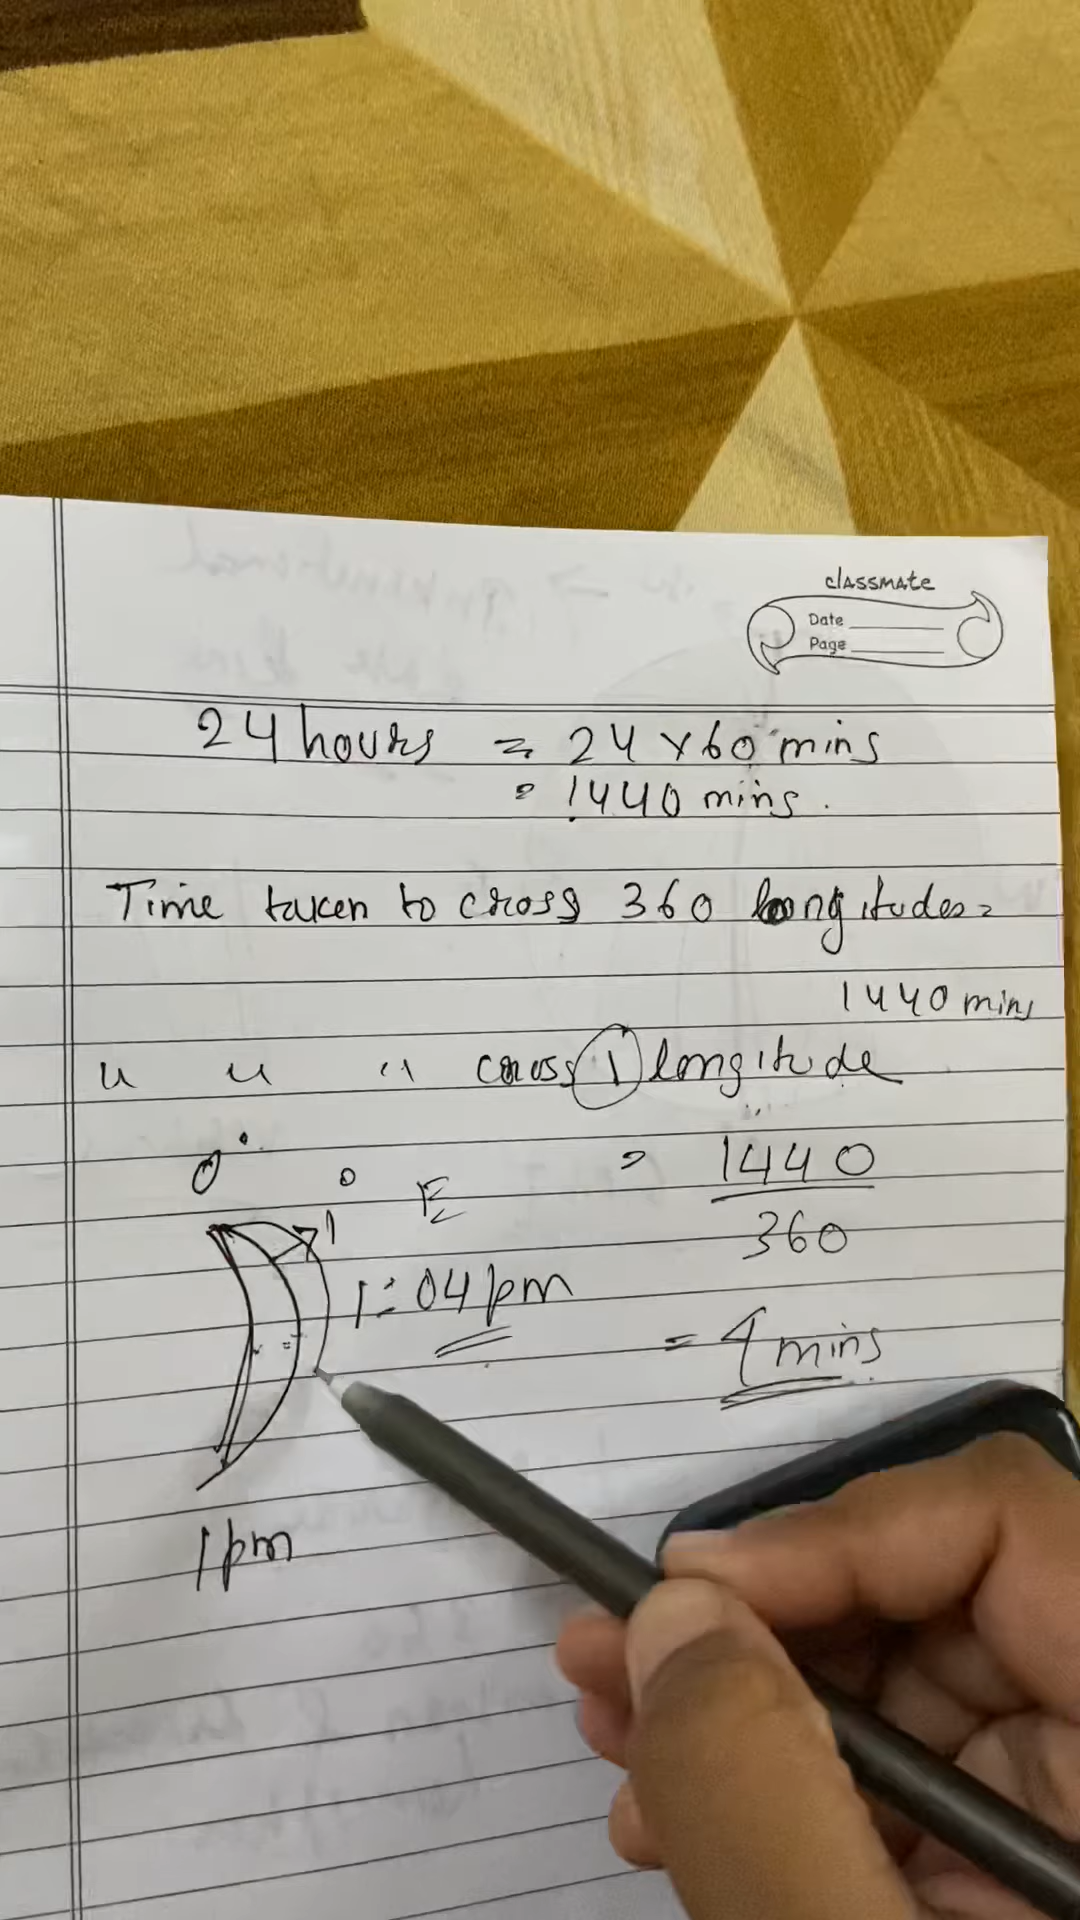 classmate
Date
Page
24 hours = 24 x 60 mins
= 1440 mins.
Time taken to cross 360 longitudes =
1440 mins
" " " cross 1 longitude
0° 1° E = 1440
360
1:04 pm
= 4 mins
1pm